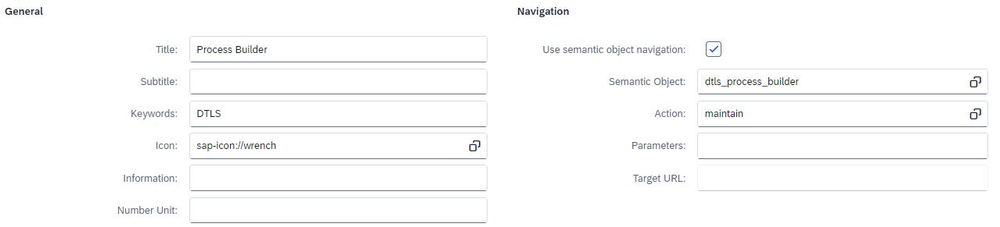 General
Title: Process Builder
Subtitle:
Keywords: DTLS
Icon: sap-icon://wrench
Information:
Number Unit:
Navigation
Use semantic object navigation:
Semantic Object: dtls_process_builder
Action: maintain
Parameters:
Target URL: